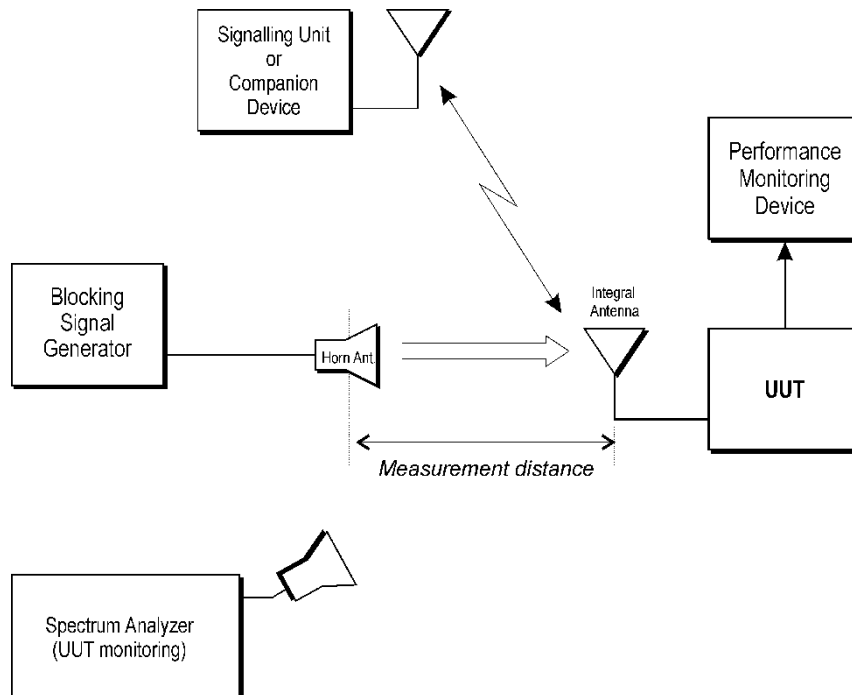 Signalling Unit
or
Companion
Device
Performance
Monitoring
Device
Blocking
Signal
Generator
Horn Ant.
Integral
Antenna
UUT
Measurement distance
Spectrum Analyzer
(UUT monitoring)